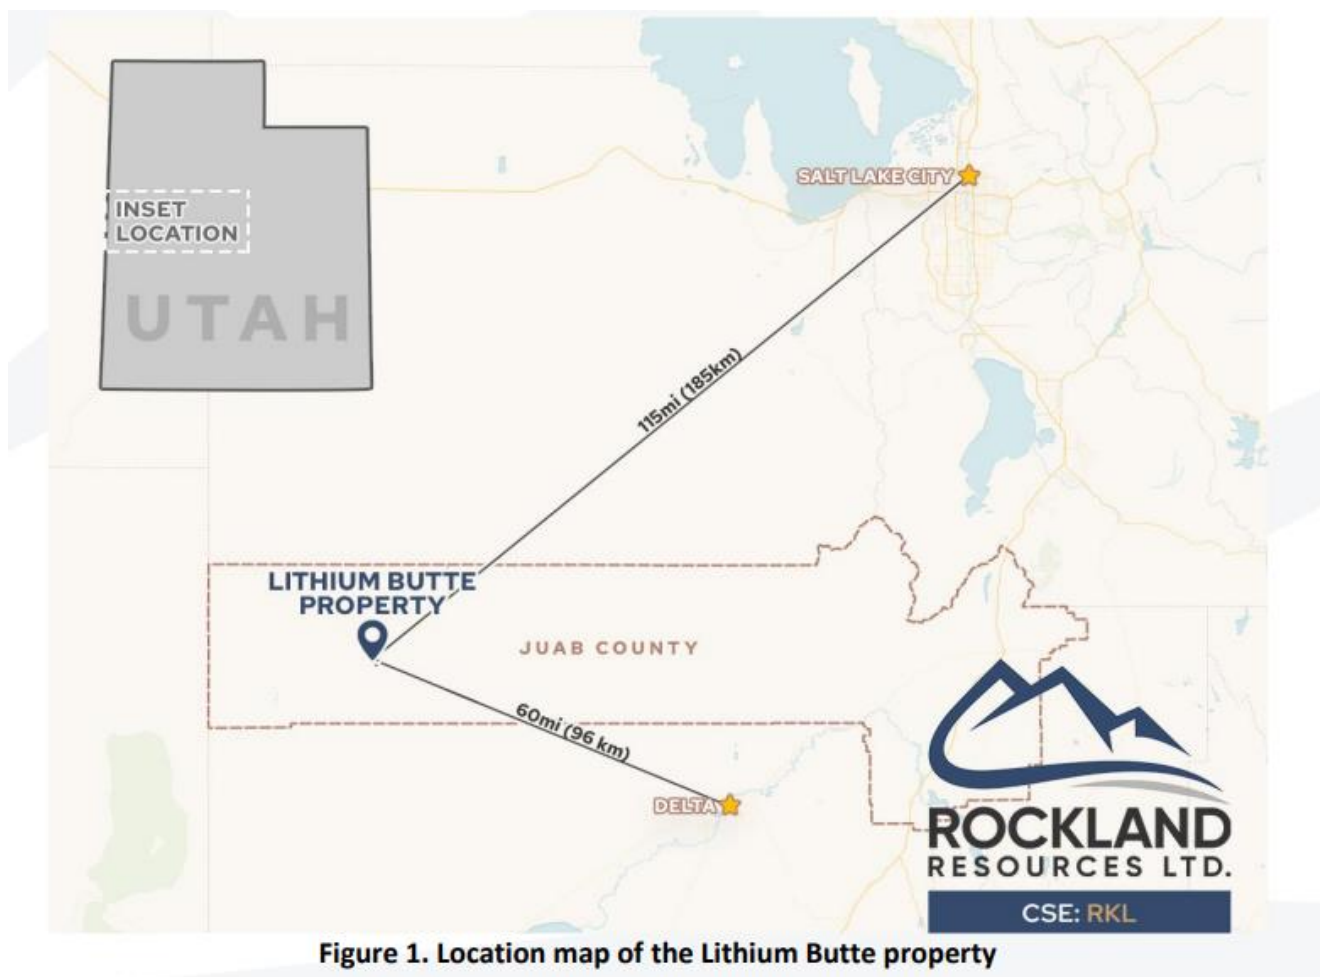 INSET
LOCATION
UTAH
SALT LAKE CITY
115mi (185km)
LITHIUM BUTTE
PROPERTY
JUAB COUNTY
60mi (96 km)
DELTA
ROCKLAND
RESOURCES LTD.
CSE: RKL
Figure 1. Location map of the Lithium Butte property